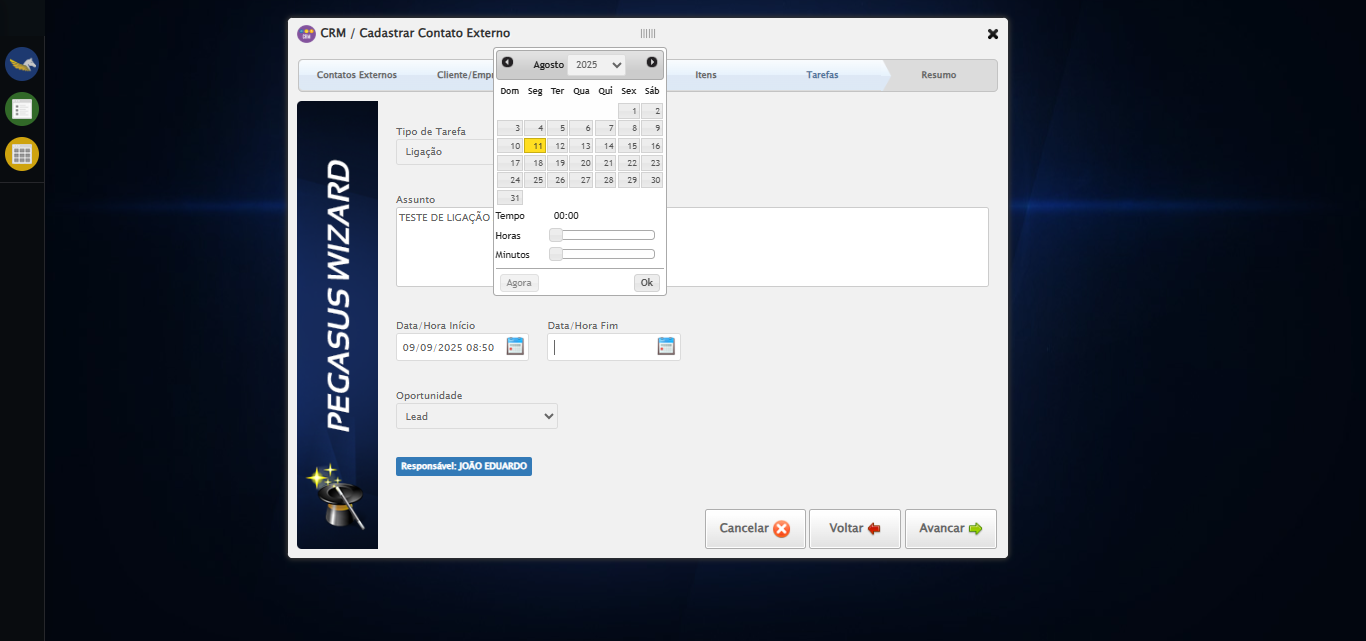 CRM / Cadastrar Contato Externo
Contatos Externos Cliente/Emp Itens Tarefas Resumo
Agosto 2025
Dom Seg Ter Qua Qui Sex Sáb
1 2
3 4 5 6 7 8 9
10 11 12 13 14 15 16
17 18 19 20 21 22 23
24 25 26 27 28 29 30
31
Tempo 00:00
Horas
Minutos
Agora Ok
PEGASUS WIZARD
Tipo de Tarefa
Ligação
Assunto
TESTE DE LIGAÇÃO
Data/Hora Início Data/Hora Fim
09/09/2025 08:50
Oportunidade
Lead
Responsável: JOÃO EDUARDO
Cancelar Voltar Avancar